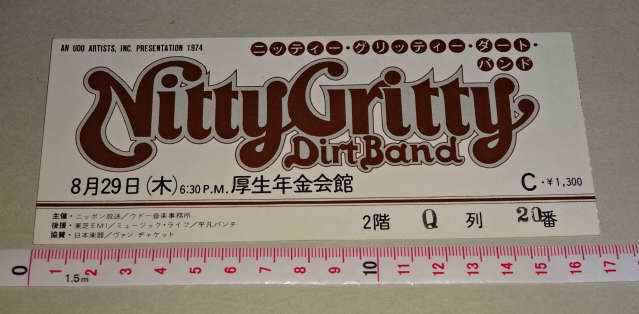 AN UDO ARTISTS, INC. PRESENTATION 1974
ニッティー・グリッティー・ダート・
バンド
Nitty Gritty
Dirt Band
8月29日(木)6:30 P.M. 厚生年金会館
C・¥1,300
主催・ニッポン放送/ウドー音楽事務所
後援・東芝EMI/ミュージック・ライフ/平凡パンチ
協賛・日本楽器/ヴァン ヂャケット
2階 Q 列 20番
0 1 2 3 4 5 6 7 8 9 10 11 12 13 14 15 16 17
1,5m